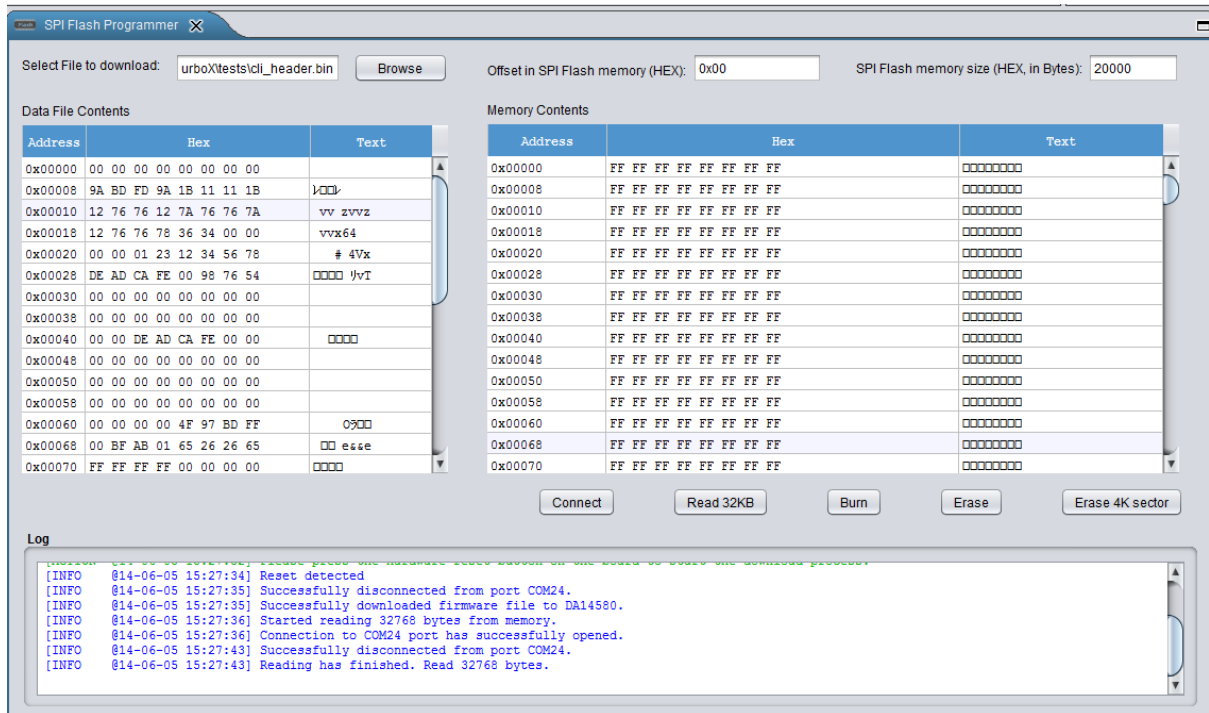 SPI Flash Programmer
Select File to download: urboX\tests\cli_header.bin Browse Offset in SPI Flash memory (HEX): 0x00 SPI Flash memory size (HEX, in Bytes): 20000
Data File Contents Memory Contents
Address Hex Text Address Hex Text
0x00000 00 00 00 00 00 00 00 00 0x00000 FF FF FF FF FF FF FF FF □□□□□□□□
0x00008 9A BD FD 9A 1B 11 11 1B 0x00008 FF FF FF FF FF FF FF FF □□□□□□□□
0x00010 12 76 76 12 7A 76 76 7A vv zvvz 0x00010 FF FF FF FF FF FF FF FF □□□□□□□□
0x00018 12 76 76 78 36 34 00 00 vvx64 0x00018 FF FF FF FF FF FF FF FF □□□□□□□□
0x00020 00 00 01 23 12 34 56 78 # 4Vx 0x00020 FF FF FF FF FF FF FF FF □□□□□□□□
0x00028 DE AD CA FE 00 98 76 54 □□□□ リvT 0x00028 FF FF FF FF FF FF FF FF □□□□□□□□
0x00030 00 00 00 00 00 00 00 00 0x00030 FF FF FF FF FF FF FF FF □□□□□□□□
0x00038 00 00 00 00 00 00 00 00 0x00038 FF FF FF FF FF FF FF FF □□□□□□□□
0x00040 00 00 DE AD CA FE 00 00 □□□□ 0x00040 FF FF FF FF FF FF FF FF □□□□□□□□
0x00048 00 00 00 00 00 00 00 00 0x00048 FF FF FF FF FF FF FF FF □□□□□□□□
0x00050 00 00 00 00 00 00 00 00 0x00050 FF FF FF FF FF FF FF FF □□□□□□□□
0x00058 00 00 00 00 00 00 00 00 0x00058 FF FF FF FF FF FF FF FF □□□□□□□□
0x00060 00 00 00 00 4F 97 BD FF Oラ□□ 0x00060 FF FF FF FF FF FF FF FF □□□□□□□□
0x00068 00 BF AB 01 65 26 26 65 □□ e&&e 0x00068 FF FF FF FF FF FF FF FF □□□□□□□□
0x00070 FF FF FF FF 00 00 00 00 □□□□ 0x00070 FF FF FF FF FF FF FF FF □□□□□□□□
Connect Read 32KB Burn Erase Erase 4K sector
Log
[INFO @14-06-05 15:27:34] Reset detected
[INFO @14-06-05 15:27:35] Successfully disconnected from port COM24.
[INFO @14-06-05 15:27:35] Successfully downloaded firmware file to DA14580.
[INFO @14-06-05 15:27:36] Started reading 32768 bytes from memory.
[INFO @14-06-05 15:27:36] Connection to COM24 port has successfully opened.
[INFO @14-06-05 15:27:43] Successfully disconnected from port COM24.
[INFO @14-06-05 15:27:43] Reading has finished. Read 32768 bytes.